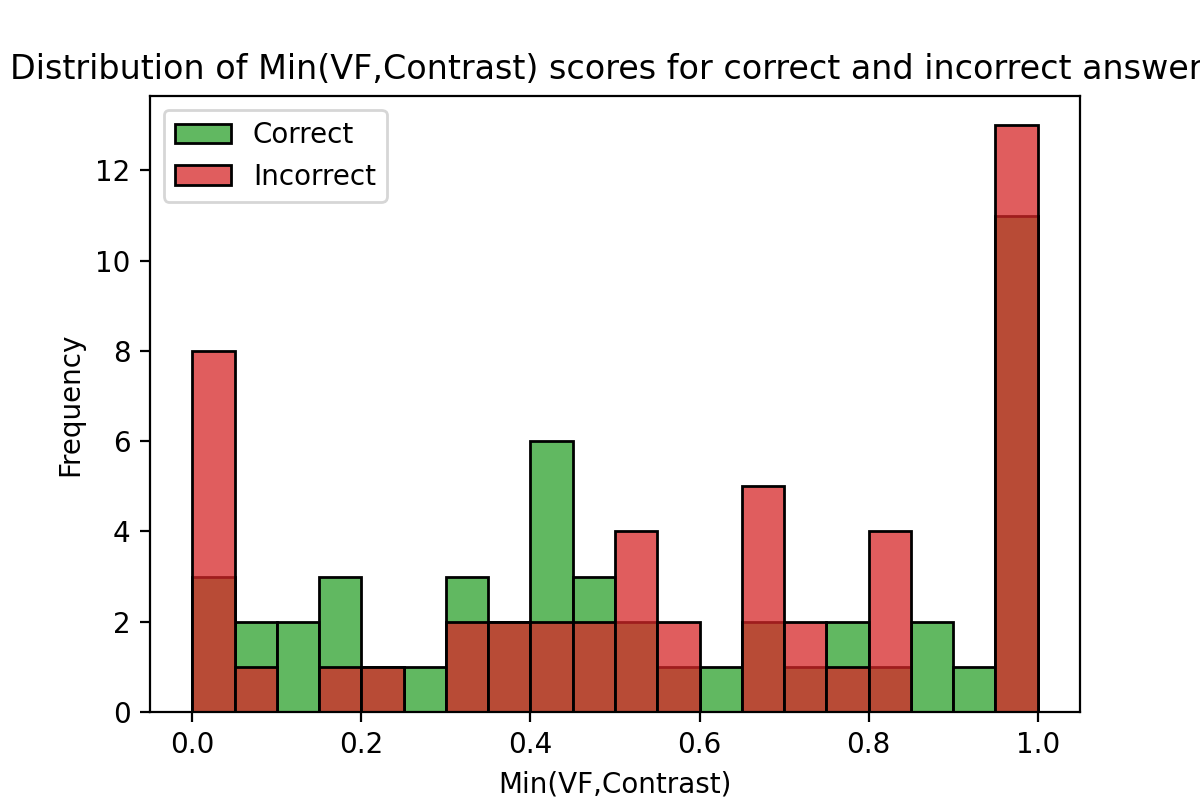 Distribution of Min(VF,Contrast) scores for correct and incorrect answer
Correct
Incorrect
12
10
8
6
4
2
0
Frequency
0.0 0.2 0.4 0.6 0.8 1.0
Min(VF,Contrast)